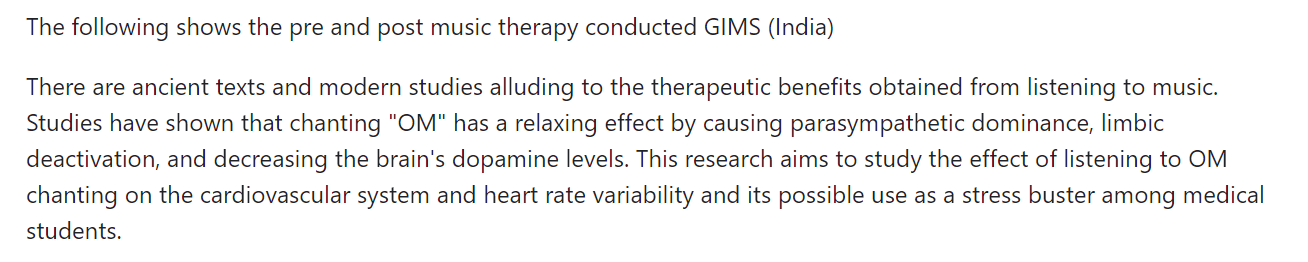 The following shows the pre and post music therapy conducted GIMS (India)
There are ancient texts and modern studies alluding to the therapeutic benefits obtained from listening to music.
Studies have shown that chanting "OM" has a relaxing effect by causing parasympathetic dominance, limbic
deactivation, and decreasing the brain's dopamine levels. This research aims to study the effect of listening to OM
chanting on the cardiovascular system and heart rate variability and its possible use as a stress buster among medical
students.